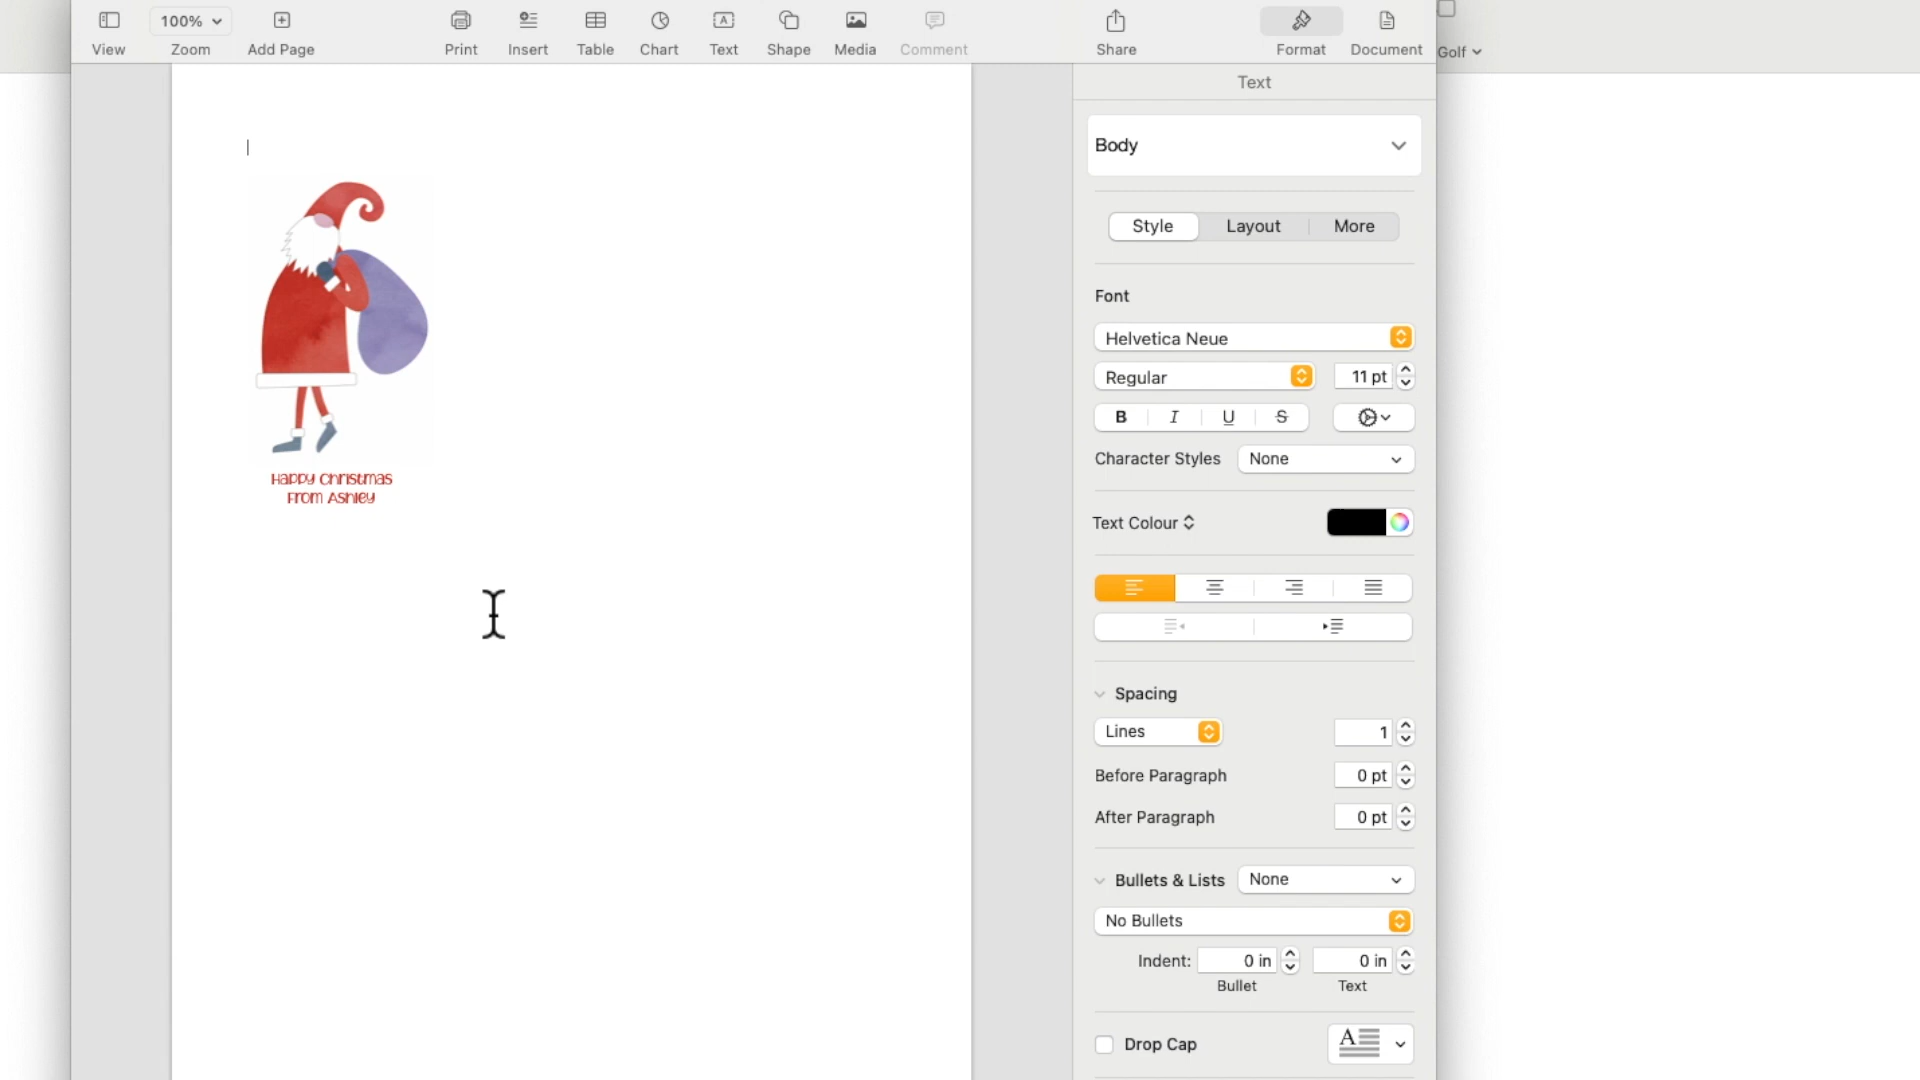 100%
View
Zoom
Add Page
Print
Insert
Table
Chart
Text
Shape
Media
Comment
Share
Format
Document
Golf
Text
Body
Style
Layout
More
Font
Helvetica Neue
Regular
11 pt
B I U S
Character Styles
None
Text Colour
Spacing
Lines
1
Before Paragraph
0 pt
After Paragraph
0 pt
Bullets & Lists
None
No Bullets
Indent:
0 in
0 in
Bullet
Text
Drop Cap
A
Happy Christmas
From Ashley